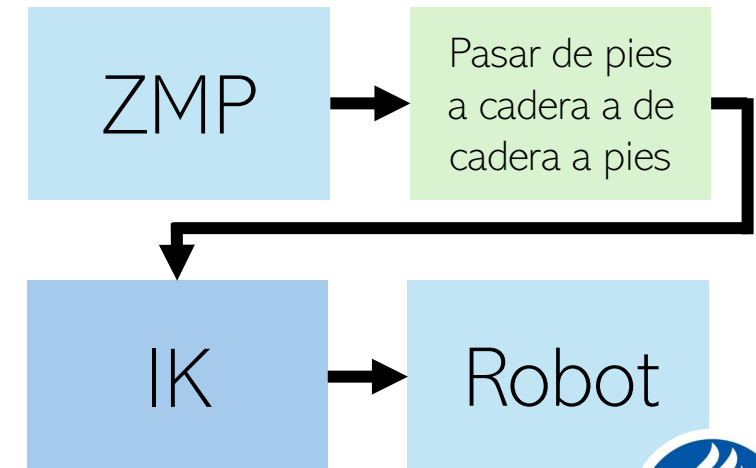 ZMP
Pasar de pies
a cadera a de
cadera a pies
IK
Robot